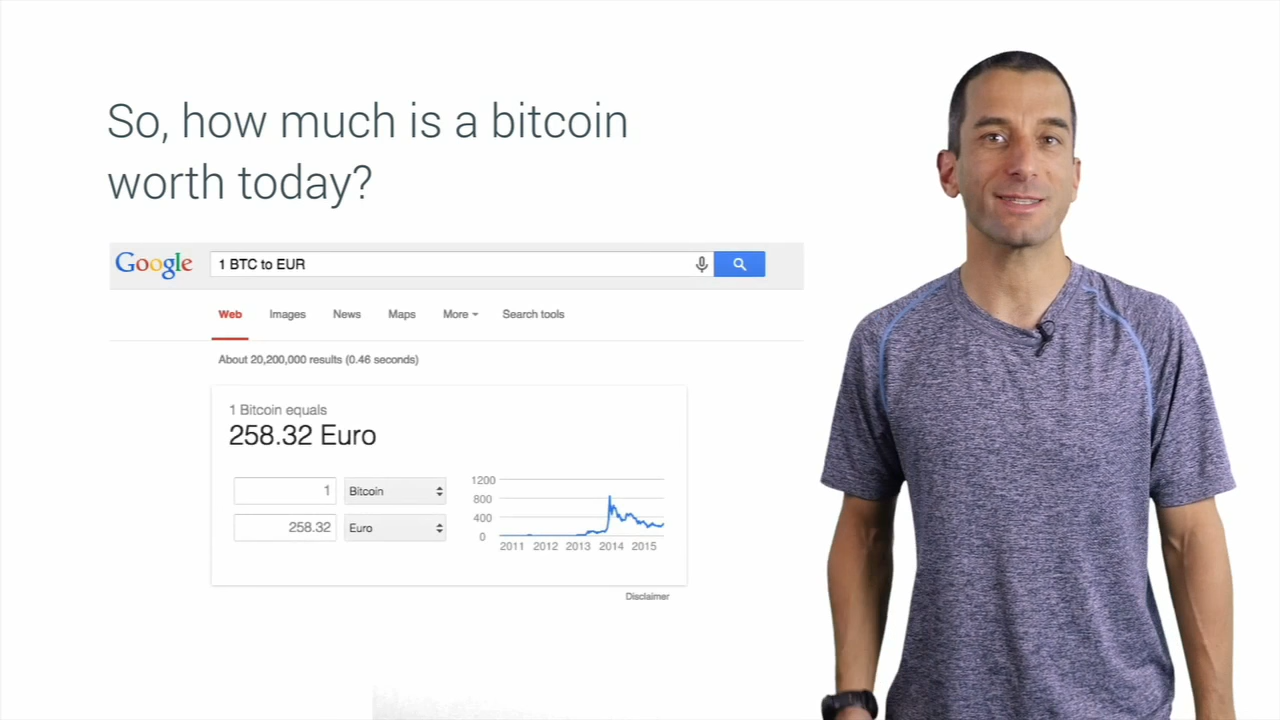 So, how much is a bitcoin
worth today?
Google
1 BTC to EUR
Web Images News Maps More Search tools
About 20,200,000 results (0.46 seconds)
1 Bitcoin equals
258.32 Euro
1 Bitcoin
258.32 Euro
1200
800
400
0
2011 2012 2013 2014 2015
Disclaimer